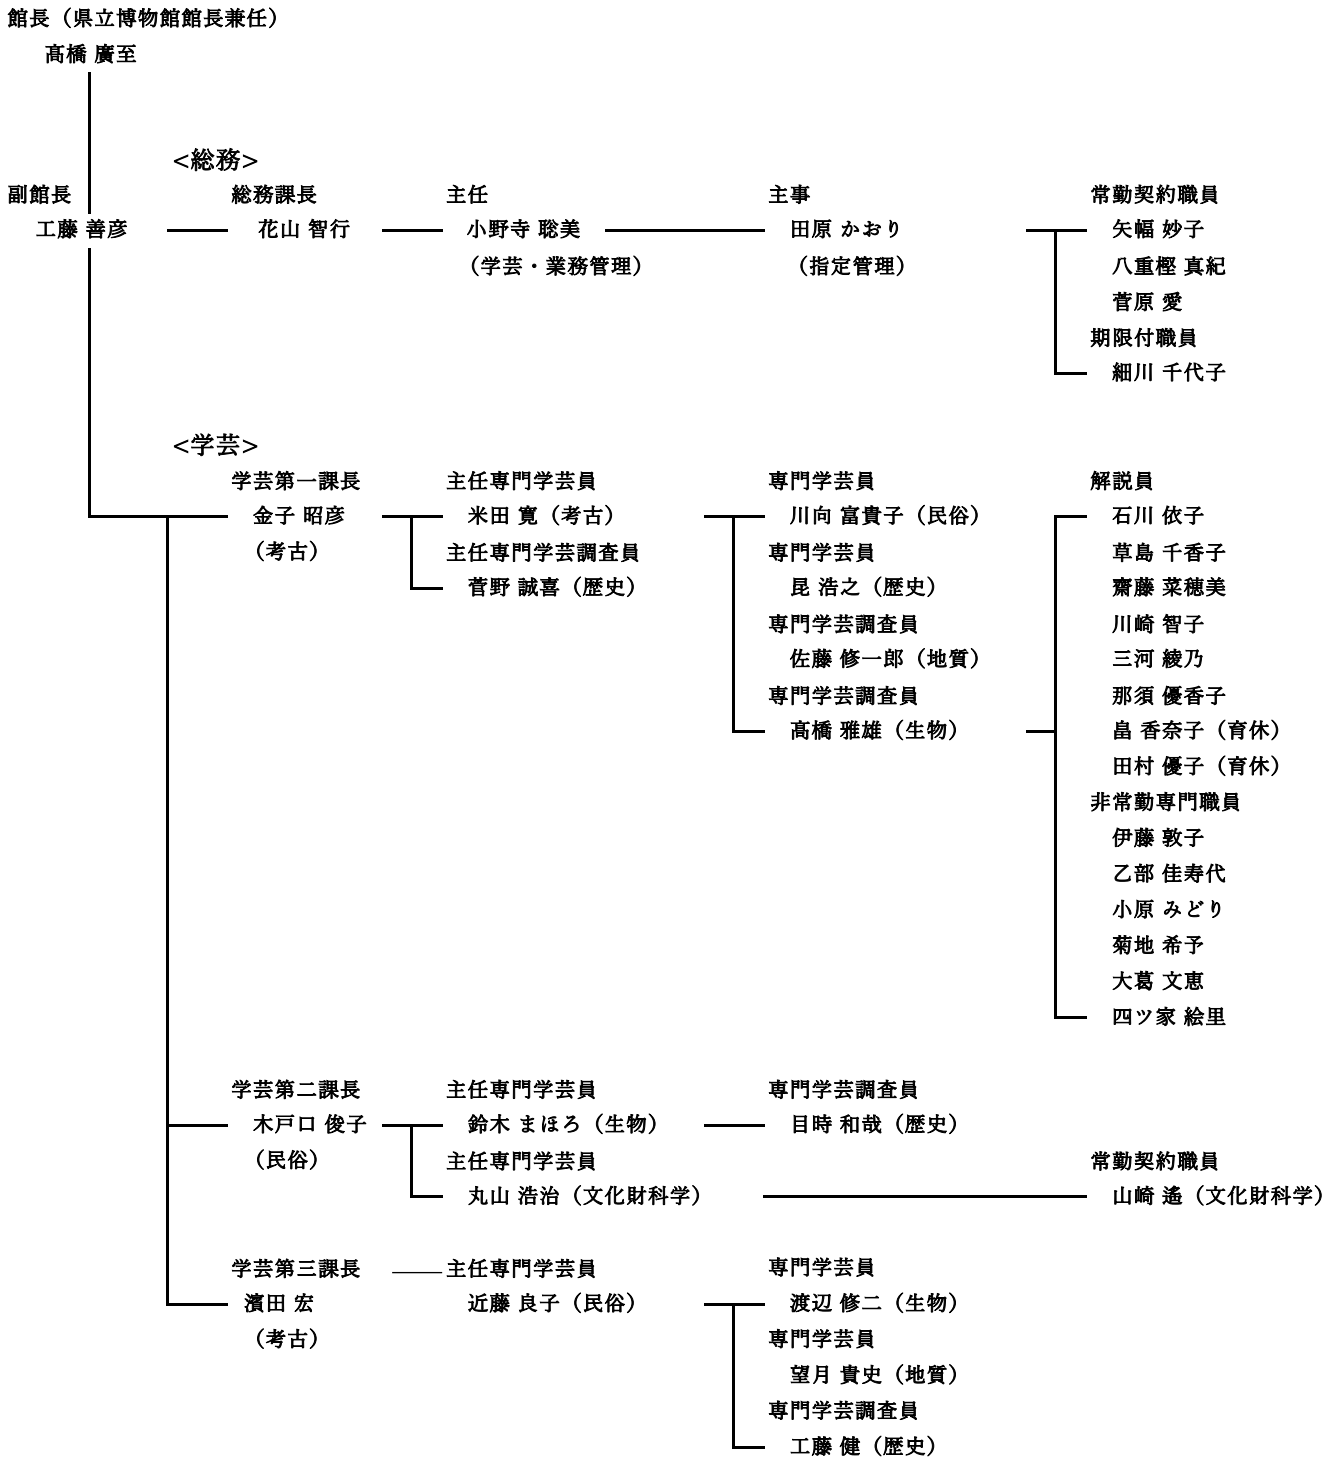 館長（県立博物館館長兼任）
髙橋 廣至
<総務>
副館長 総務課長 主任 主事 常勤契約職員
工藤 善彦 花山 智行 小野寺 聡美 田原 かおり 矢幅 妙子
（学芸・業務管理） （指定管理） 八重樫 真紀
菅原 愛
期限付職員
細川 千代子
<学芸>
学芸第一課長 主任専門学芸員 専門学芸員 解説員
金子 昭彦 米田 寛（考古） 川向 富貴子（民俗） 石川 依子
（考古） 主任専門学芸調査員 専門学芸員 草島 千香子
菅野 誠喜（歴史） 昆 浩之（歴史） 齋藤 菜穂美
専門学芸調査員 川崎 智子
佐藤 修一郎（地質） 三河 綾乃
専門学芸調査員 那須 優香子
髙橋 雅雄（生物） 畠 香奈子（育休）
田村 優子（育休）
非常勤専門職員
伊藤 敦子
乙部 佳寿代
小原 みどり
菊地 希予
大葛 文恵
四ツ家 絵里
学芸第二課長 主任専門学芸員 専門学芸調査員
木戸口 俊子 鈴木 まほろ（生物） 目時 和哉（歴史）
（民俗） 主任専門学芸員 常勤契約職員
丸山 浩治（文化財科学） 山崎 遙（文化財科学）
学芸第三課長 主任専門学芸員 専門学芸員
濱田 宏 近藤 良子（民俗） 渡辺 修二（生物）
（考古） 専門学芸員
望月 貴史（地質）
専門学芸調査員
工藤 健（歴史）